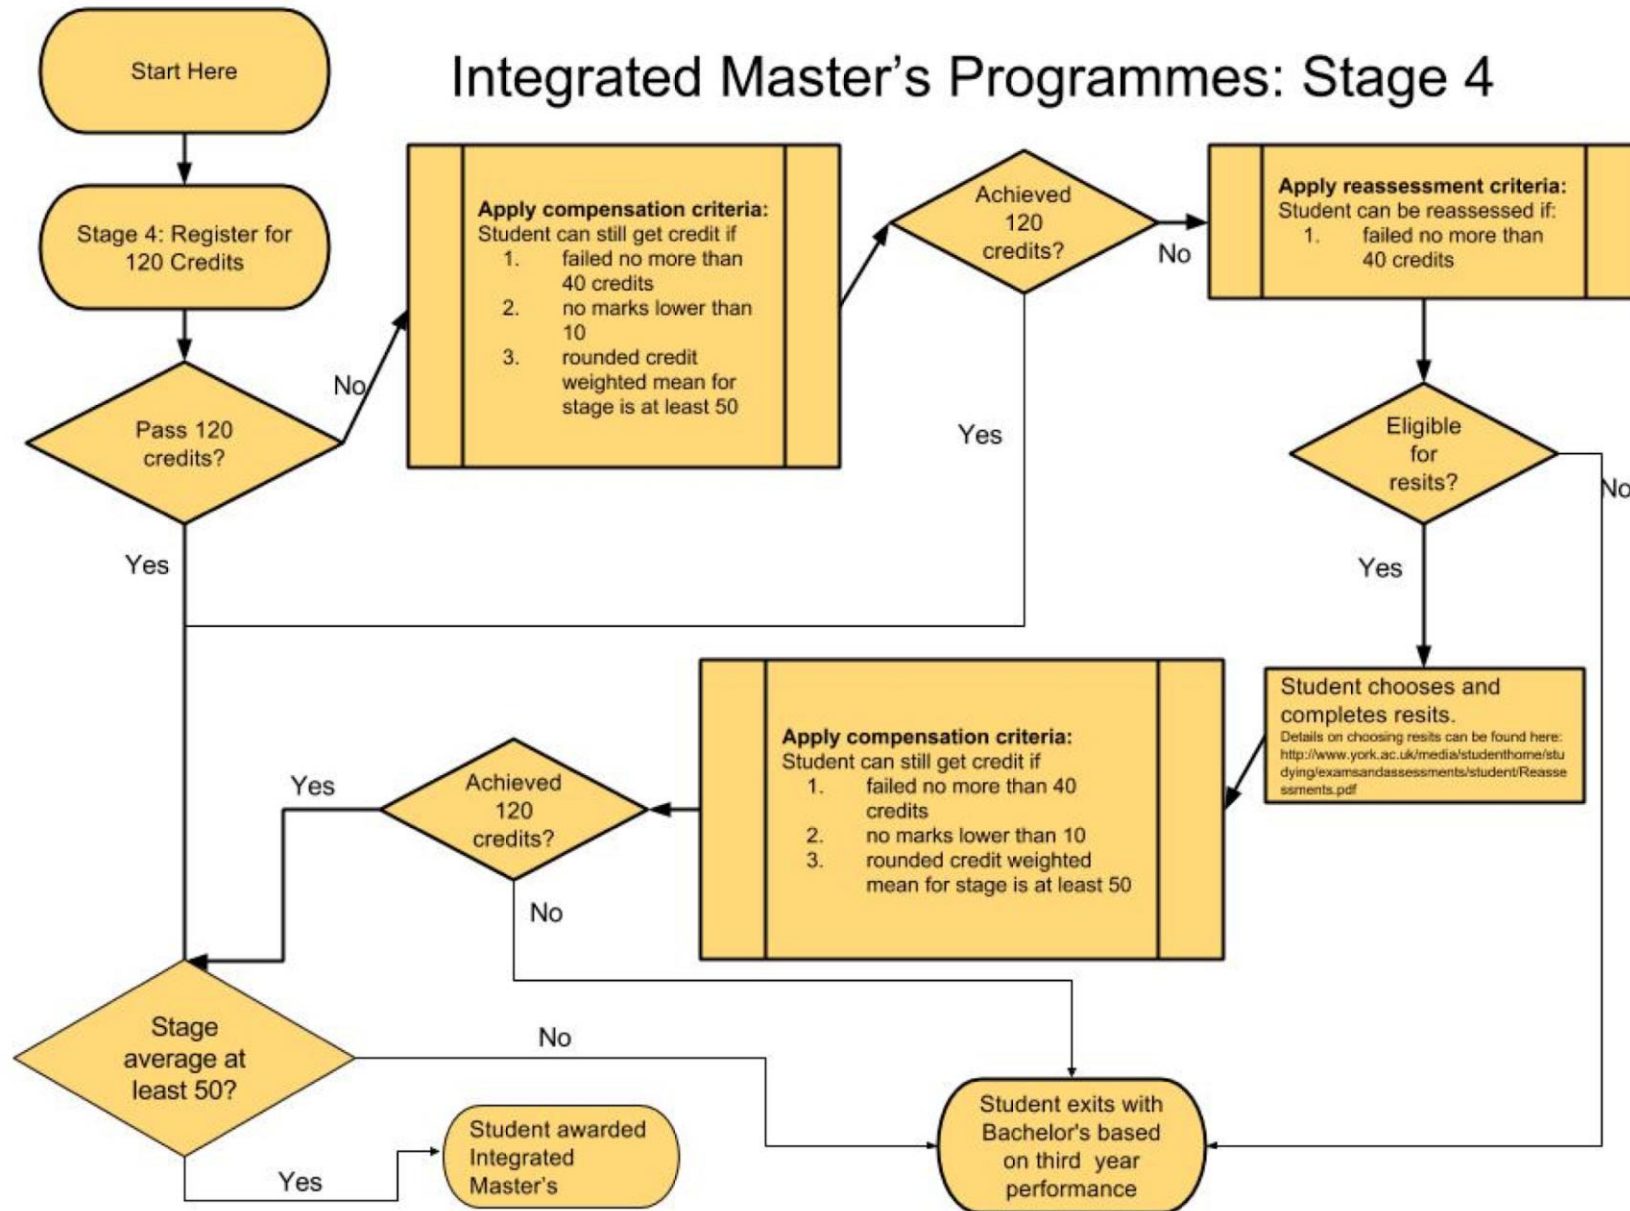 Integrated Master's Programmes: Stage 4
Start Here
Stage 4: Register for
120 Credits
Pass 120
credits?
No
Yes
Apply compensation criteria:
Student can still get credit if
1. failed no more than
40 credits
2. no marks lower than
10
3. rounded credit
weighted mean for
stage is at least 50
Achieved
120
credits?
No
Yes
Apply reassessment criteria:
Student can be reassessed if:
1. failed no more than
40 credits
Eligible
for
resits?
No
Yes
Student chooses and
completes resits.
Details on choosing resits can be found here:
http://www.york.ac.uk/media/studenthome/stu
dying/examsandassessments/student/Reasse
ssments.pdf
Apply compensation criteria:
Student can still get credit if
1. failed no more than 40
credits
2. no marks lower than 10
3. rounded credit weighted
mean for stage is at least 50
Achieved
120
credits?
Yes
No
Stage
average at
least 50?
No
Yes
Student awarded
Integrated
Master's
Student exits with
Bachelor's based
on third year
performance